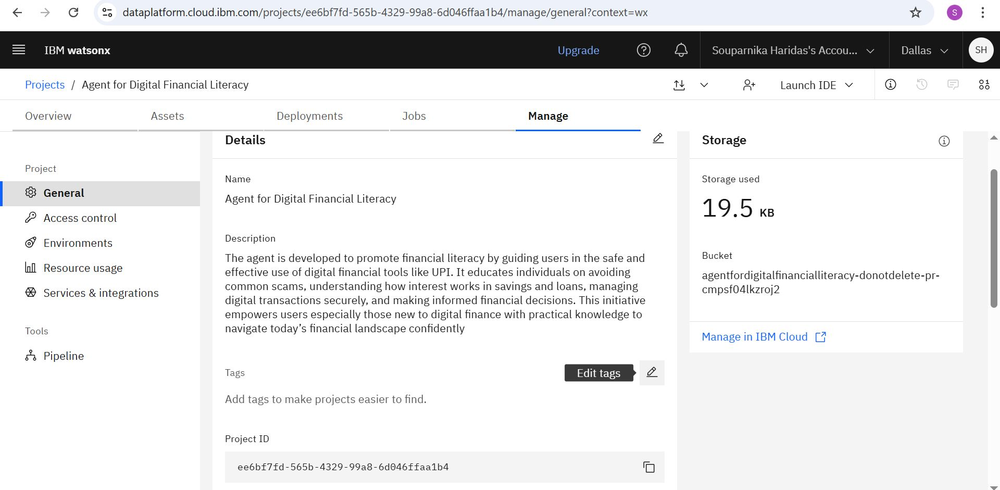 dataplatform.cloud.ibm.com/projects/ee6bf7fd-565b-4329-99a8-6d046ffaa1b4/manage/general?context=wx
S
IBM watsonx
Upgrade
Souparnika Haridas's Accou...
Dallas
SH
Projects / Agent for Digital Financial Literacy
Launch IDE
Overview
Assets
Deployments
Jobs
Manage
Project
General
Access control
Environments
Resource usage
Services & integrations
Tools
Pipeline
Details
Name
Agent for Digital Financial Literacy
Description
The agent is developed to promote financial literacy by guiding users in the safe and
effective use of digital financial tools like UPI. It educates individuals on avoiding
common scams, understanding how interest works in savings and loans, managing
digital transactions securely, and making informed financial decisions. This initiative
empowers users especially those new to digital finance with practical knowledge to
navigate today’s financial landscape confidently
Tags
Edit tags
Add tags to make projects easier to find.
Project ID
ee6bf7fd-565b-4329-99a8-6d046ffaa1b4
Storage
Storage used
19.5 KB
Bucket
agentfordigitalfinancialliteracy-donotdelete-pr-
cmpsf04lkzroj2
Manage in IBM Cloud